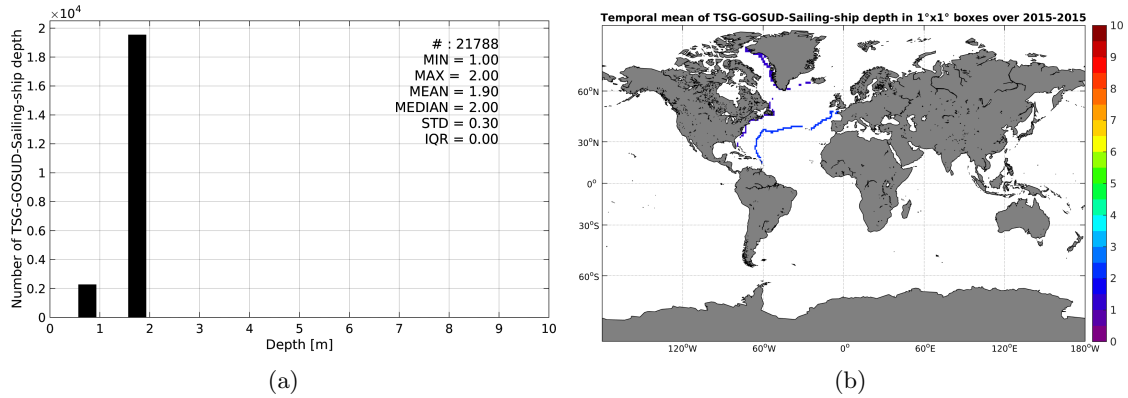 ×10⁴
2
1.8
1.6
1.4
1.2
1
0.8
0.6
0.4
0.2
0
Number of TSG-GOSUD-Sailing-ship depth
# : 21788
MIN = 1.00
MAX = 2.00
MEAN = 1.90
MEDIAN = 2.00
STD = 0.30
IQR = 0.00
0 1 2 3 4 5 6 7 8 9 10
Depth [m]
(a)
Temporal mean of TSG-GOSUD-Sailing-ship depth in 1°x1° boxes over 2015-2015
60°N
30°N
0°
30°S
60°S
120°W 60°W 0° 60°E 120°E 180°W
10
9
8
7
6
5
4
3
2
1
0
(b)